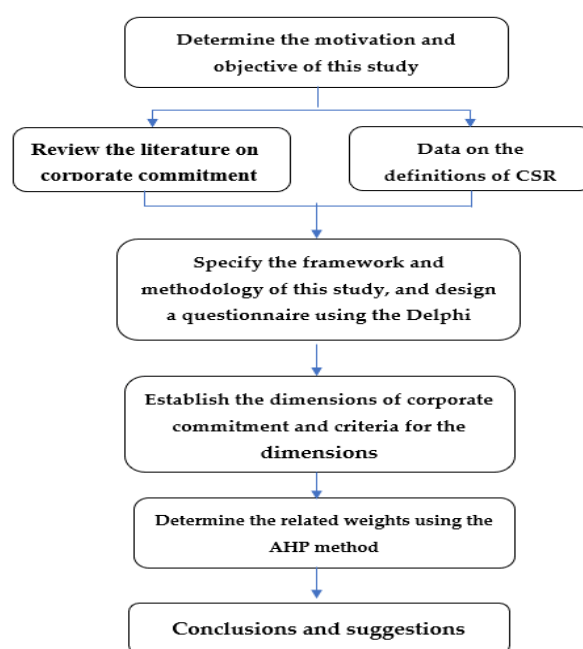 Determine the motivation and
objective of this study
Review the literature on
corporate commitment
Data on the
definitions of CSR
Specify the framework and
methodology of this study, and design
a questionnaire using the Delphi
Establish the dimensions of corporate
commitment and criteria for the
dimensions
Determine the related weights using the
AHP method
Conclusions and suggestions